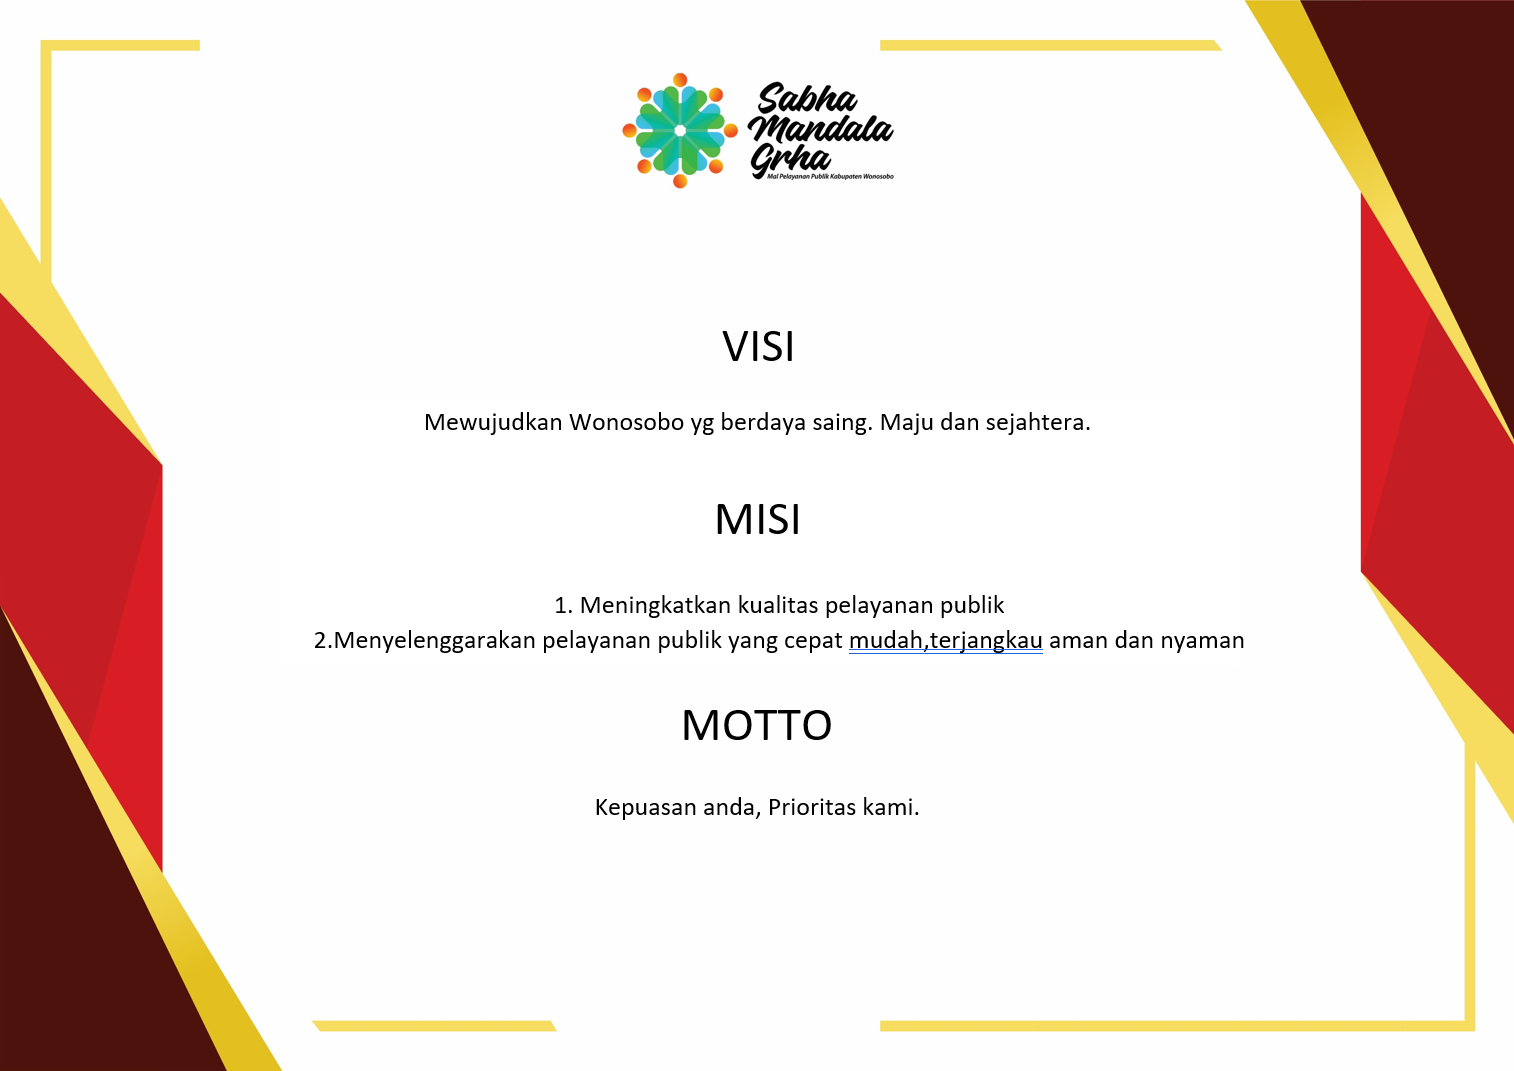 Sabha
Mandala
Grha
Mal Pelayanan Publik Kabupaten Wonosobo
VISI
Mewujudkan Wonosobo yg berdaya saing. Maju dan sejahtera.
MISI
1. Meningkatkan kualitas pelayanan publik
2.Menyelenggarakan pelayanan publik yang cepat mudah,terjangkau aman dan nyaman
MOTTO
Kepuasan anda, Prioritas kami.